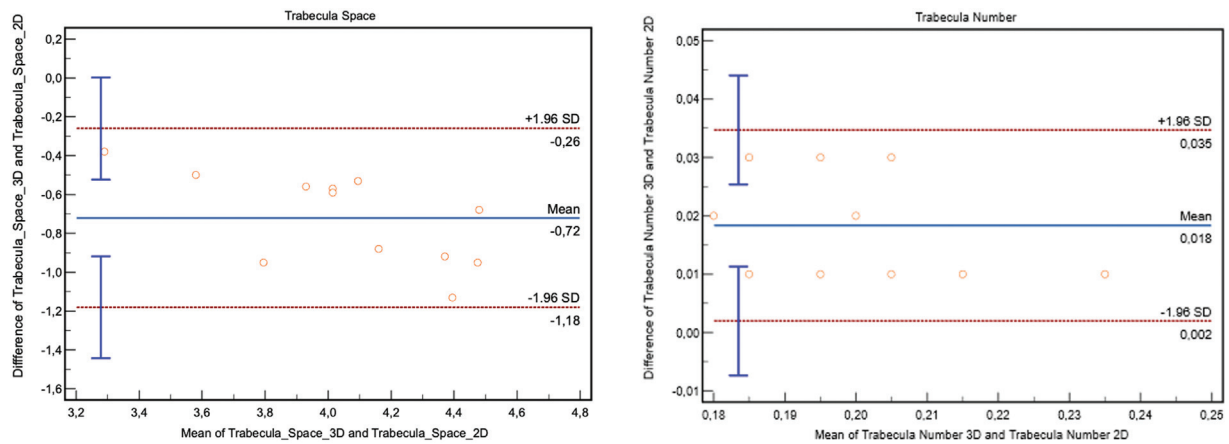 Trabecula Space
Difference of Trabecula_Space_3D and Trabecula_Space_2D
0,2
0,0
-0,2
-0,4
-0,6
-0,8
-1,0
-1,2
-1,4
-1,6
+1.96 SD
-0,26
Mean
-0,72
-1.96 SD
-1,18
3,2 3,4 3,6 3,8 4,0 4,2 4,4 4,6 4,8
Mean of Trabecula_Space_3D and Trabecula_Space_2D
Trabecula Number
Difference of Trabecula Number 3D and Trabecula Number 2D
0,05
0,04
0,03
0,02
0,01
0,00
-0,01
+1.96 SD
0,035
Mean
0,018
-1.96 SD
0,002
0,18 0,19 0,20 0,21 0,22 0,23 0,24 0,25
Mean of Trabecula Number 3D and Trabecula Number 2D